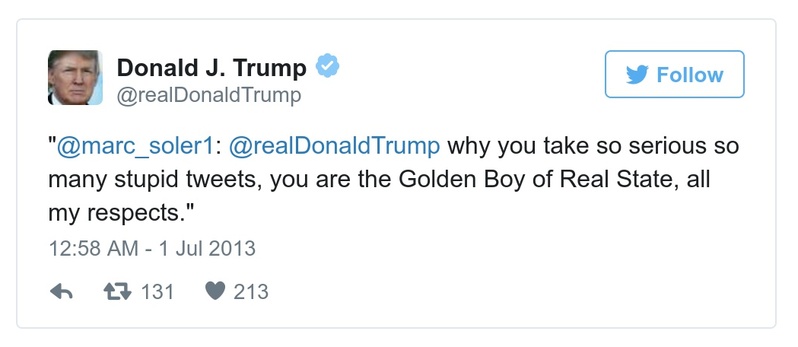 Donald J. Trump
Follow
@realDonaldTrump
"@marc_soler1: @realDonaldTrump why you take so serious so
many stupid tweets, you are the Golden Boy of Real State, all
my respects."
12:58 AM - 1 Jul 2013
131 213